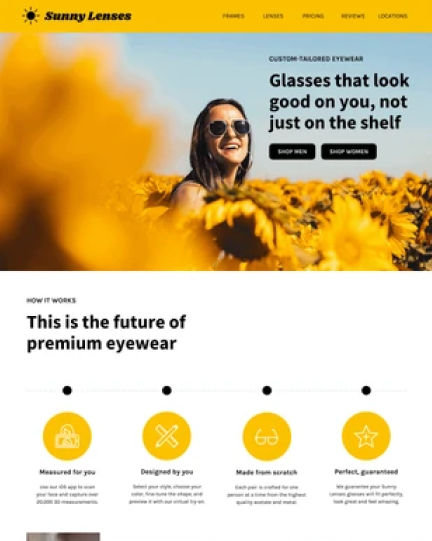 Sunny Lenses
FRAMES LENSES PRICING REVIEWS LOCATIONS
CUSTOM-TAILORED EYEWEAR
Glasses that look
good on you, not
just on the shelf
SHOP MEN SHOP WOMEN
HOW IT WORKS
This is the future of
premium eyewear
Measured for you
Use our iOS app to scan
your face and capture over
20,000 3D measurements.
Designed by you
Select your style, choose your
color, fine-tune the shape, and
preview it with our virtual try-on.
Made from scratch
Each pair is crafted for one
person at a time from the highest
quality acetate and metal.
Perfect, guaranteed
We guarantee your Sunny
Lenses glasses will fit perfectly,
look great and feel amazing.